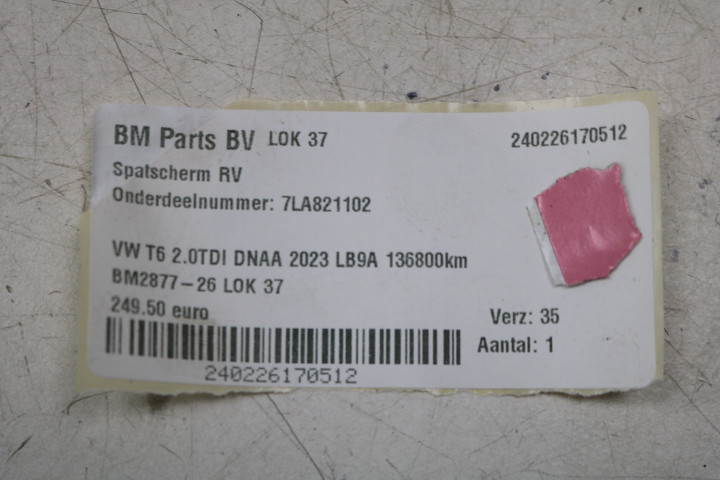 BM Parts BV LOK 37 240226170512
Spatscherm RV
Onderdeelnummer: 7LA821102
VW T6 2.0TDI DNAA 2023 LB9A 136800km
BM2877-26 LOK 37
249.50 euro
Verz: 35
Aantal: 1
240226170512